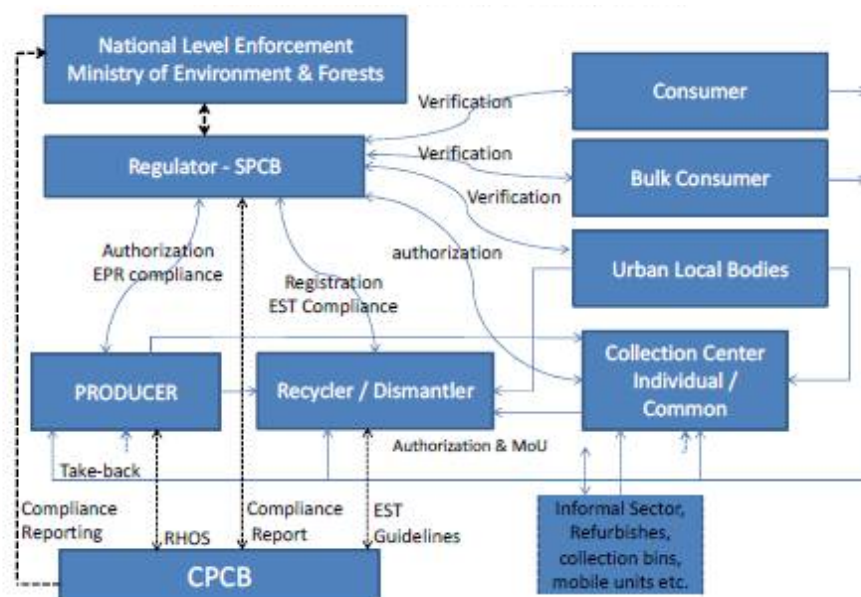 National Level Enforcement
Ministry of Environment & Forests
Regulator - SPCB
Verification
Verification
Verification
authorization
Consumer
Bulk Consumer
Urban Local Bodies
Authorization
EPR compliance
Registration
EST Compliance
PRODUCER
Recycler / Dismantler
Collection Center
Individual /
Common
Authorization & MoU
Take-back
Compliance
Reporting
RHOS
Compliance
Report
EST
Guidelines
CPCB
Informal Sector,
Refurbishes,
collection bins,
mobile units etc.